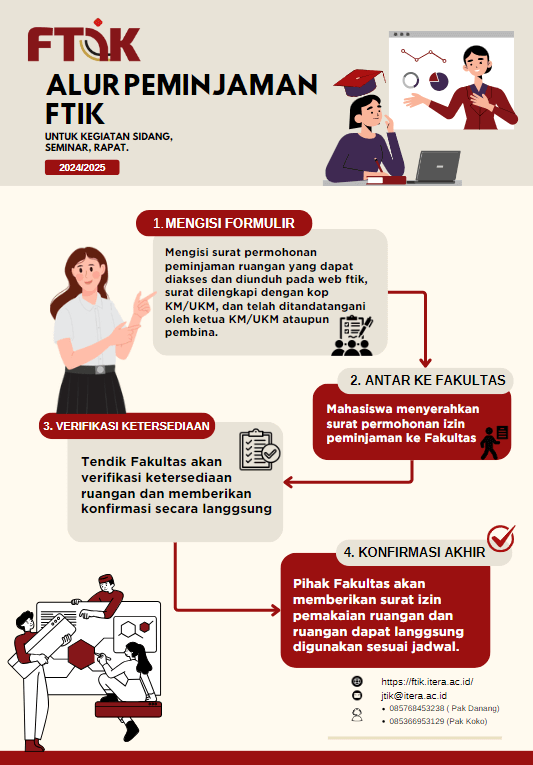 FTIK
ALUR PEMINJAMAN
FTIK
UNTUK KEGIATAN SIDANG,
SEMINAR, RAPAT.
2024/2025
1. MENGISI FORMULIR
Mengisi surat permohonan
peminjaman ruangan yang dapat
diakses dan diunduh pada web ftik,
surat dilengkapi dengan kop
KM/UKM, dan telah ditandatangani
oleh ketua KM/UKM ataupun
pembina.
2. ANTAR KE FAKULTAS
Mahasiswa menyerahkan
surat permohonan izin
peminjaman ke Fakultas
3. VERIFIKASI KETERSEDIAAN
Tendik Fakultas akan
verifikasi ketersediaan
ruangan dan memberikan
konfirmasi secara langgsung
4. KONFIRMASI AKHIR
Pihak Fakultas akan
memberikan surat izin
pemakaian ruangan dan
ruangan dapat langgsung
digunakan sesuai jadwal.
https://ftik.itera.ac.id/
jtik@itera.ac.id
• 085768453238 ( Pak Danang)
• 085366953129 (Pak Koko)